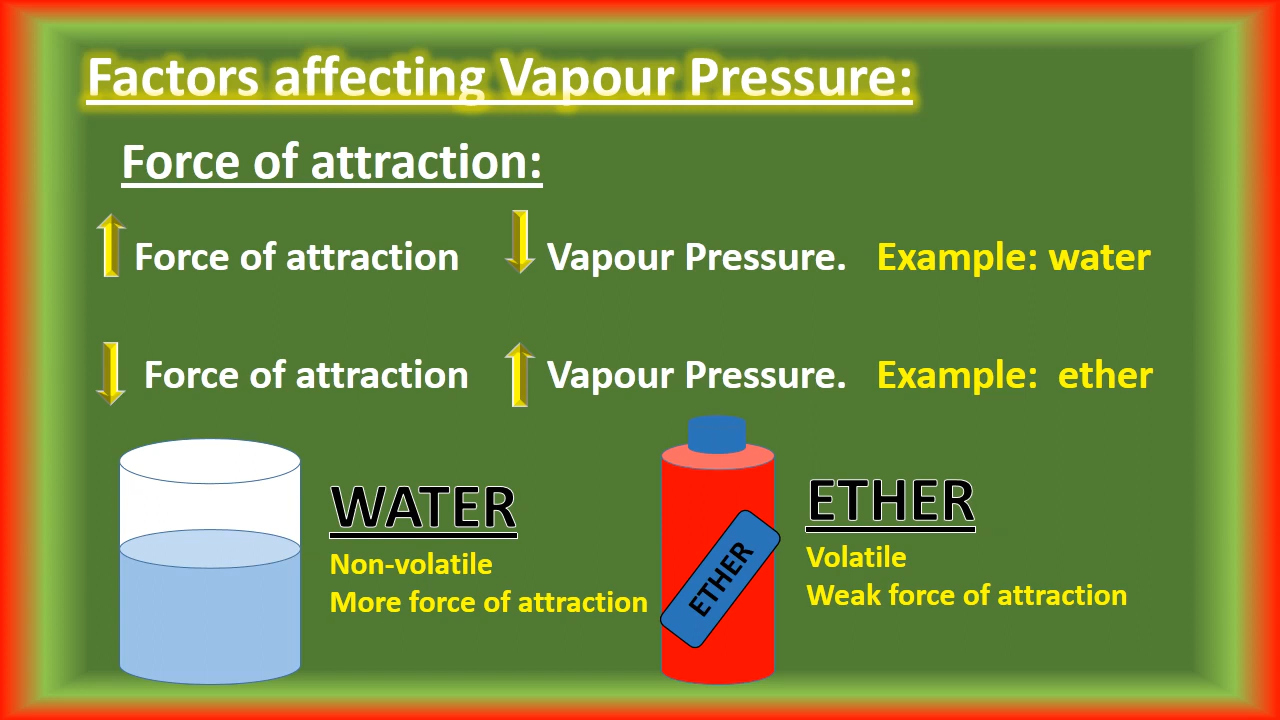 Factors affecting Vapour Pressure:
Force of attraction:
Force of attraction Vapour Pressure. Example: water
Force of attraction Vapour Pressure. Example: ether
WATER
Non-volatile
More force of attraction
ETHER
ETHER
Volatile
Weak force of attraction